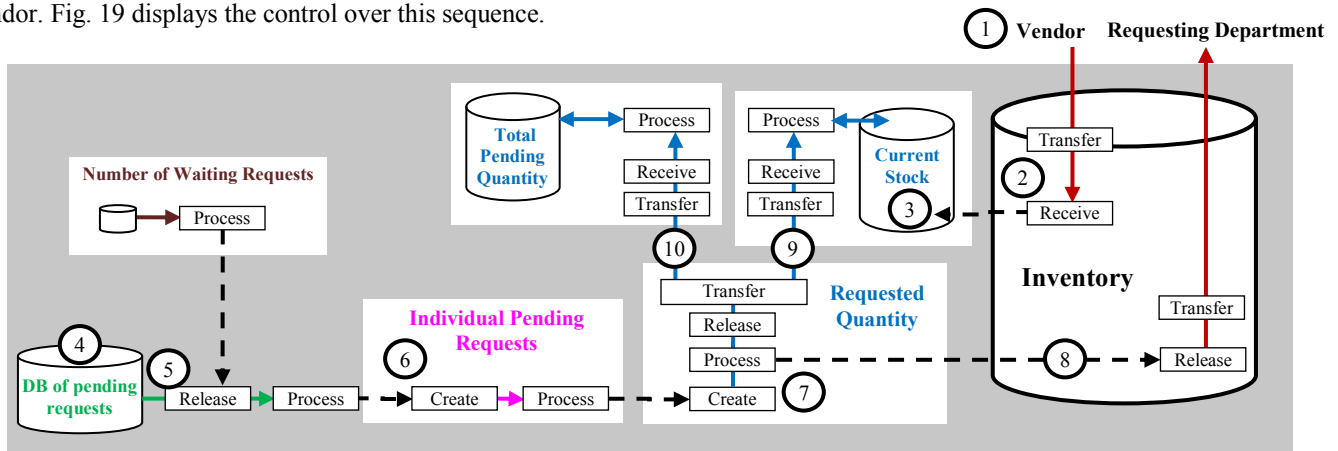 ndor. Fig. 19 displays the control over this sequence.
1 Vendor Requesting Department
Total
Pending
Quantity
Process
Receive
Transfer
10
Process
Receive
Transfer
9
Current
Stock
3
Transfer
2
Receive
Inventory
Transfer
Release
8
Number of Waiting Requests
Process
4
DB of pending
requests
5
Release
Process
Individual Pending
Requests
6
Create
Process
Requested
Quantity
Transfer
Release
Process
Create
7